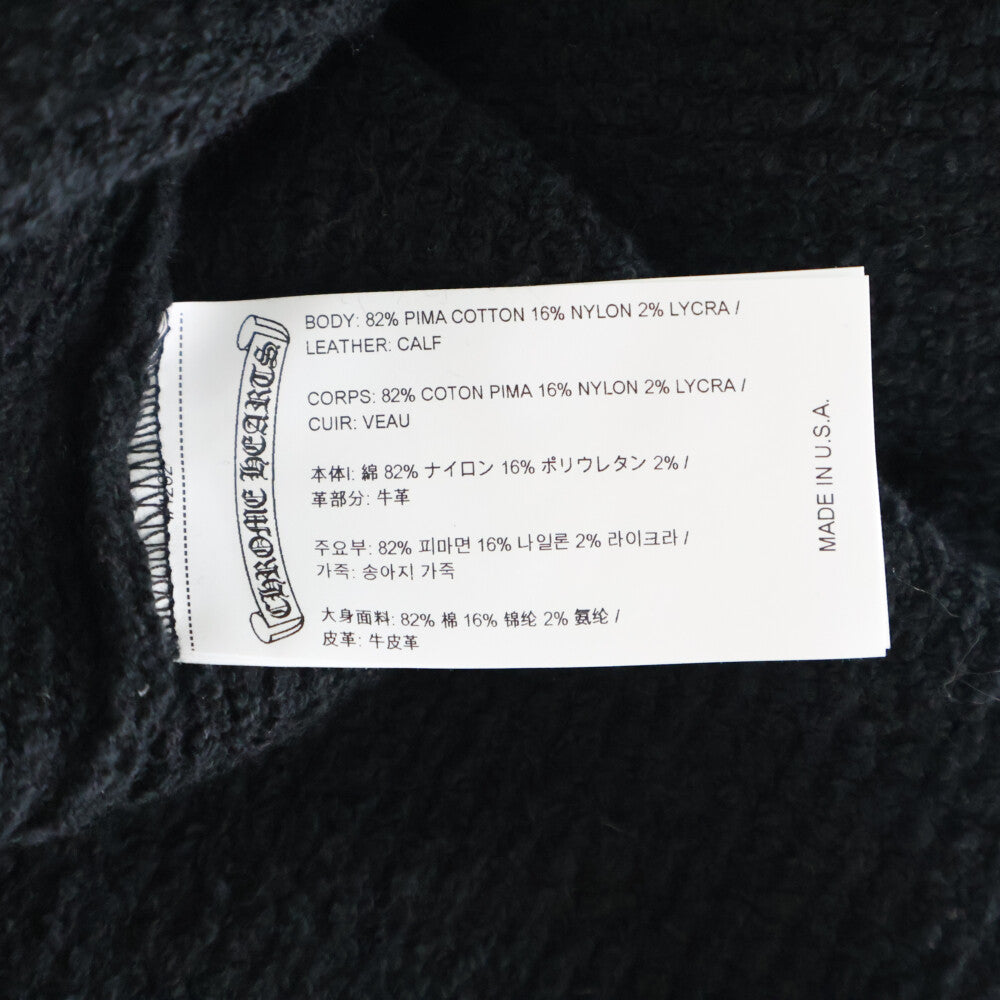 CHROME HEARTS
BODY: 82% PIMA COTTON 16% NYLON 2% LYCRA /
LEATHER: CALF
CORPS: 82% COTON PIMA 16% NYLON 2% LYCRA /
CUIR: VEAU
本体I: 綿 82% ナイロン 16% ポリウレタン 2% /
革部分: 牛革
주요부: 82% 피마면 16% 나일론 2% 라이크라 /
가죽: 송아지 가죽
大身面料: 82% 棉 16% 锦纶 2% 氨纶 /
皮革: 牛皮革
MADE IN U.S.A.